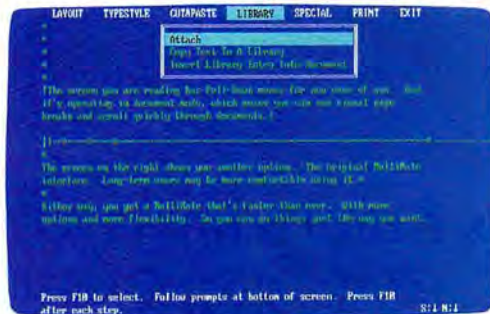 LAYOUT TYPESTYLE CUT&PASTE LIBRARY SPECIAL PRINT EXIT
Attach
Copy Text To A Library
Insert Library Entry Into Document
(The screen you are reading has Pull-Down menus for you ease of use. And
it's operating in document mode, which means you can see visual page
breaks and scroll quickly through documents.)
The screen on the right shows you another option. The original MultiMate
interface. Long-term users may be more comfortable using it.
Either way, you get a MultiMate that's faster than ever. With more
options and more flexibility. So you can do things just the way you want.
Press F10 to select. Follow prompts at bottom of screen. Press F10
after each step. S:↓ N:↓